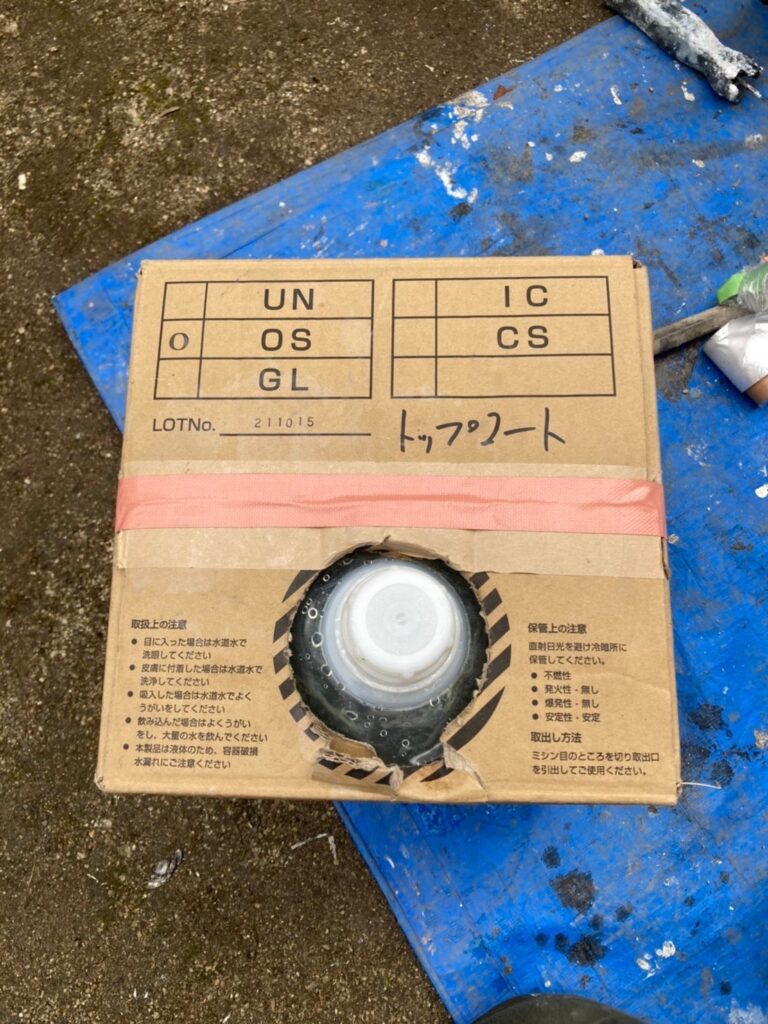 UN
O OS
GL
IC
CS
LOTNo. 211015
トップコート
取扱上の注意
● 目に入った場合は水道水で
洗眼してください
● 皮膚に付着した場合は水道水で
洗浄してください
● 吸入した場合は水道水でよく
うがいをしてください
● 飲み込んだ場合はよくうがい
をし、大量の水を飲んでください
● 本製品は液体のため、容器破損
水漏れにご注意ください
保管上の注意
直射日光を避け冷暗所に
保管してください。
● 不燃性
● 発火性 - 無し
● 爆発性 - 無し
● 安定性 - 安定
取出し方法
ミシン目のところを切り取出口
を引出してご使用ください。